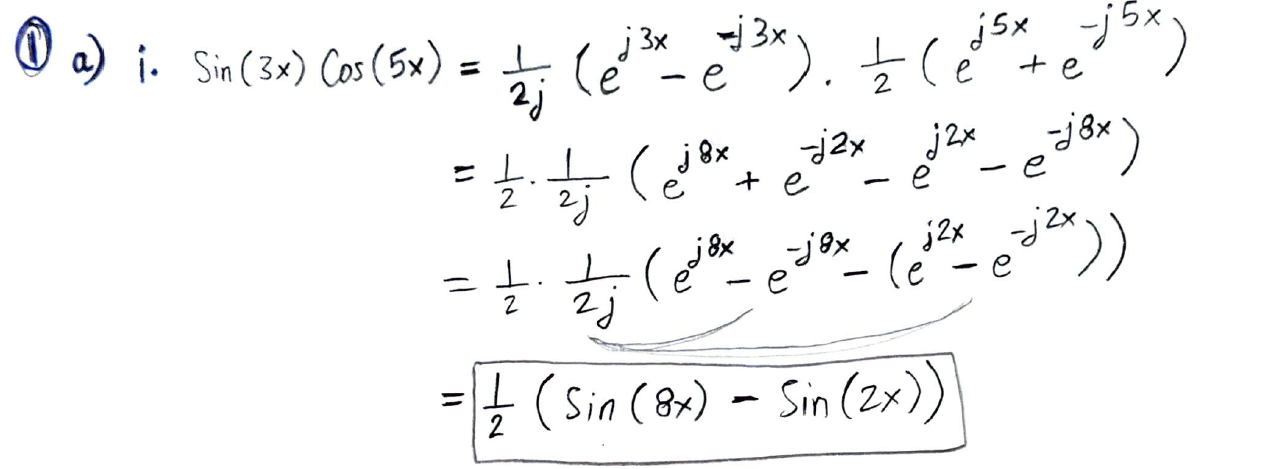 ① a) i. Sin(3x) Cos(5x) = 1/2j (e^{j3x} - e^{-j3x}) . 1/2 (e^{j5x} + e^{-j5x})
= 1/2 . 1/2j (e^{j8x} + e^{-j2x} - e^{j2x} - e^{-j8x})
= 1/2 . 1/2j (e^{j8x} - e^{-j8x} - (e^{j2x} - e^{-j2x}))
= 1/2 (Sin(8x) - Sin(2x))